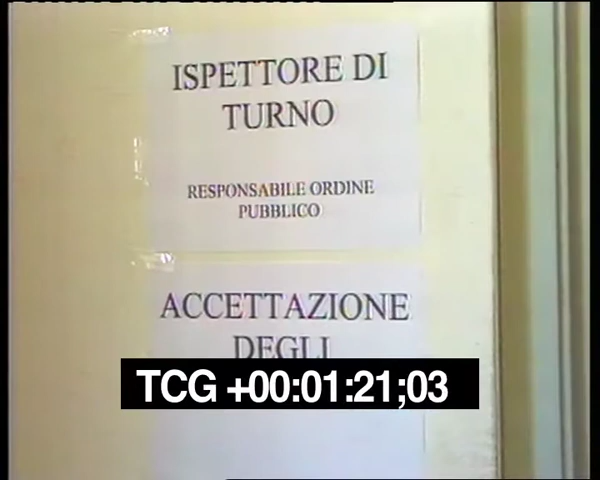 ISPETTORE DI
TURNO
RESPONSABILE ORDINE
PUBBLICO
ACCETTAZIONE
DEGLI
TCG +00:01:21;03